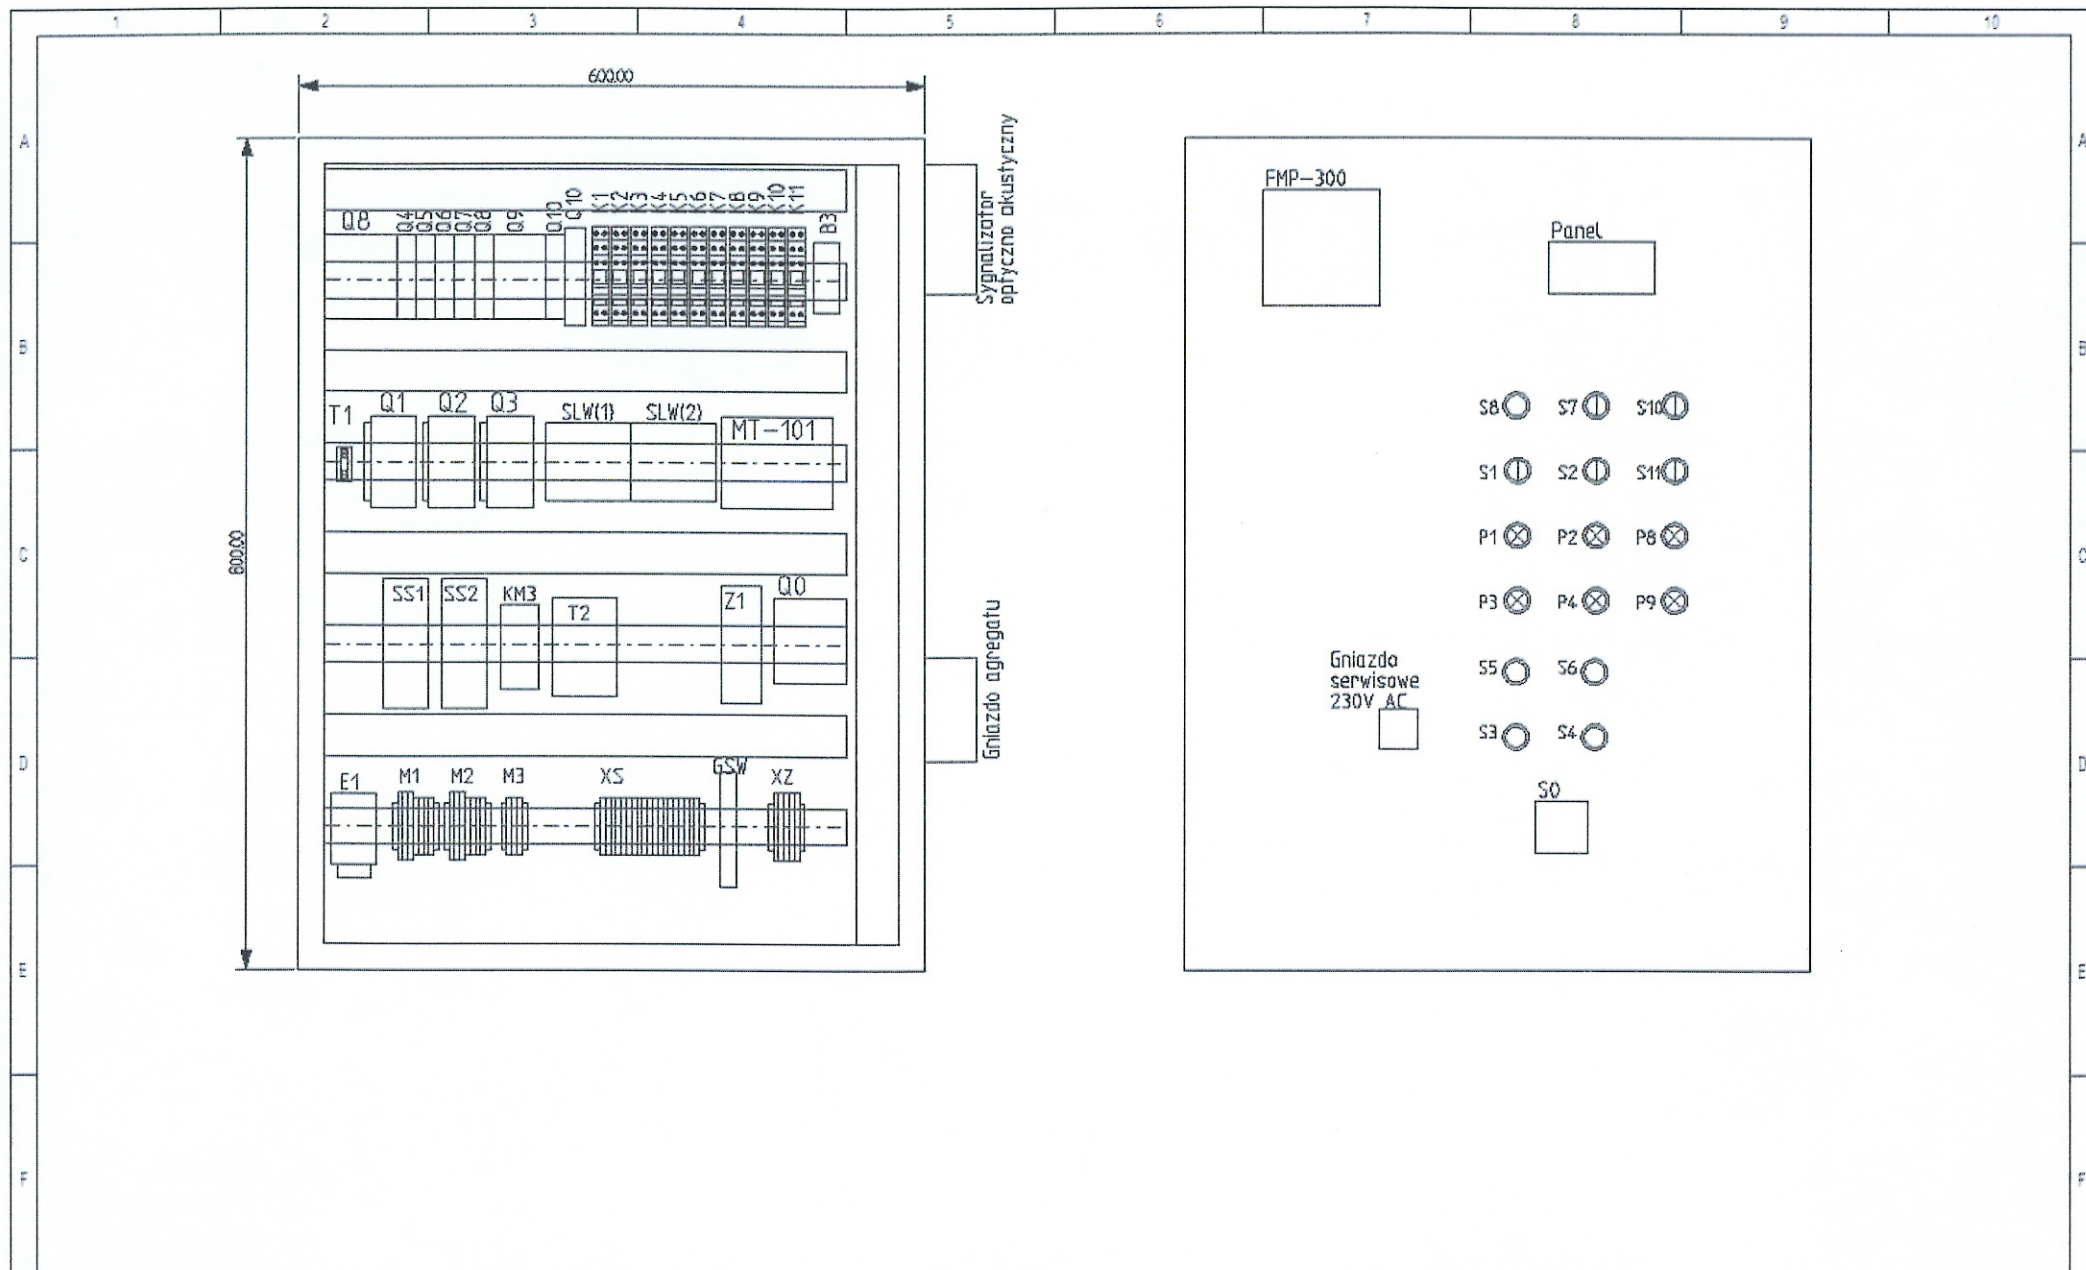 1 2 3 4 5 6 7 8 9 10
600.00
A A
Sygnalizator
optyczno akustyczny
FMP-300
Panel
Q8 Q4 Q5 Q6 Q7 Q8 Q9 Q10 Q10 K1 K2 K3 K4 K5 K6 K7 K8 K9 K10 K11 B3
B B
T1 Q1 Q2 Q3 SLW(1) SLW(2) MT-101
S8 S7 S10
S1 S2 S11
800.00
C C
P1 P2 P8
SS1 SS2 KM3 T2 Z1 Q0
P3 P4 P9
Gniazdo agregatu
Gniazdo
serwisowe
230V AC
S5 S6
S3 S4
D D
E1 M1 M2 M3 XS GSW XZ
S0
E E
F F